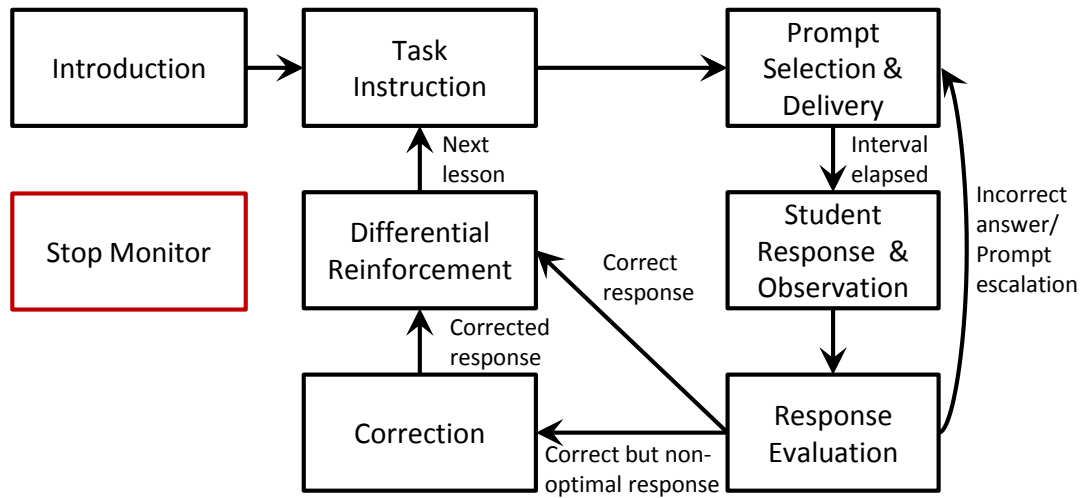 Introduction
Task
Instruction
Prompt
Selection &
Delivery
Next
lesson
Interval
elapsed
Stop Monitor
Differential
Reinforcement
Student
Response &
Observation
Incorrect
answer/
Prompt
escalation
Correct
response
Corrected
response
Correction
Correct but non-
optimal response
Response
Evaluation